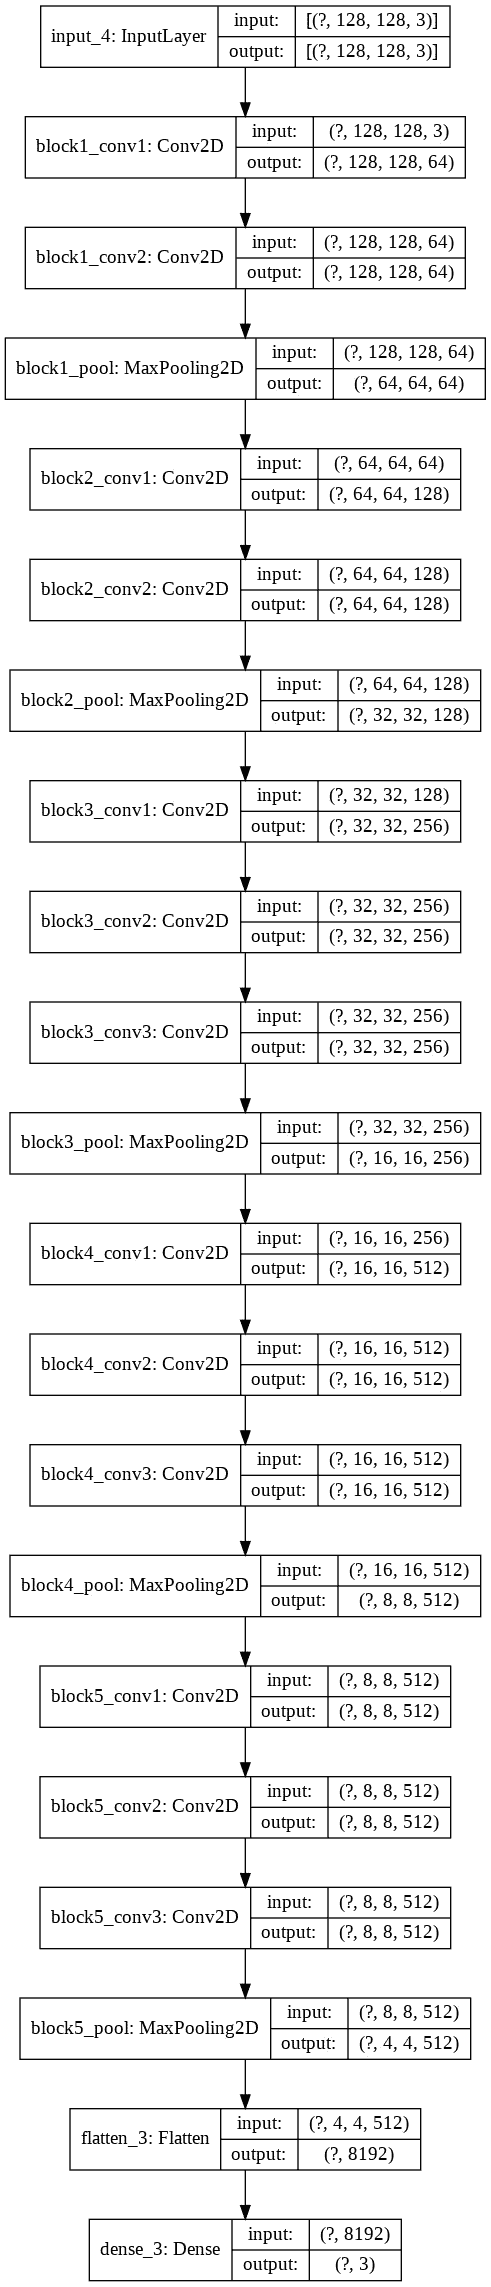 input_4: InputLayer
input:
[(?, 128, 128, 3)]
output:
[(?, 128, 128, 3)]
block1_conv1: Conv2D
input:
(?, 128, 128, 3)
output:
(?, 128, 128, 64)
block1_conv2: Conv2D
input:
(?, 128, 128, 64)
output:
(?, 128, 128, 64)
block1_pool: MaxPooling2D
input:
(?, 128, 128, 64)
output:
(?, 64, 64, 64)
block2_conv1: Conv2D
input:
(?, 64, 64, 64)
output:
(?, 64, 64, 128)
block2_conv2: Conv2D
input:
(?, 64, 64, 128)
output:
(?, 64, 64, 128)
block2_pool: MaxPooling2D
input:
(?, 64, 64, 128)
output:
(?, 32, 32, 128)
block3_conv1: Conv2D
input:
(?, 32, 32, 128)
output:
(?, 32, 32, 256)
block3_conv2: Conv2D
input:
(?, 32, 32, 256)
output:
(?, 32, 32, 256)
block3_conv3: Conv2D
input:
(?, 32, 32, 256)
output:
(?, 32, 32, 256)
block3_pool: MaxPooling2D
input:
(?, 32, 32, 256)
output:
(?, 16, 16, 256)
block4_conv1: Conv2D
input:
(?, 16, 16, 256)
output:
(?, 16, 16, 512)
block4_conv2: Conv2D
input:
(?, 16, 16, 512)
output:
(?, 16, 16, 512)
block4_conv3: Conv2D
input:
(?, 16, 16, 512)
output:
(?, 16, 16, 512)
block4_pool: MaxPooling2D
input:
(?, 16, 16, 512)
output:
(?, 8, 8, 512)
block5_conv1: Conv2D
input:
(?, 8, 8, 512)
output:
(?, 8, 8, 512)
block5_conv2: Conv2D
input:
(?, 8, 8, 512)
output:
(?, 8, 8, 512)
block5_conv3: Conv2D
input:
(?, 8, 8, 512)
output:
(?, 8, 8, 512)
block5_pool: MaxPooling2D
input:
(?, 8, 8, 512)
output:
(?, 4, 4, 512)
flatten_3: Flatten
input:
(?, 4, 4, 512)
output:
(?, 8192)
dense_3: Dense
input:
(?, 8192)
output:
(?, 3)